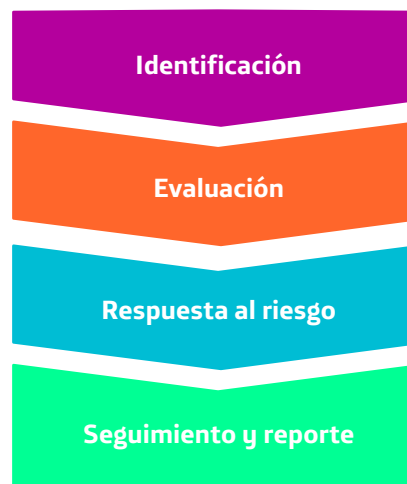 Identificación
Evaluación
Respuesta al riesgo
Seguimiento y reporte